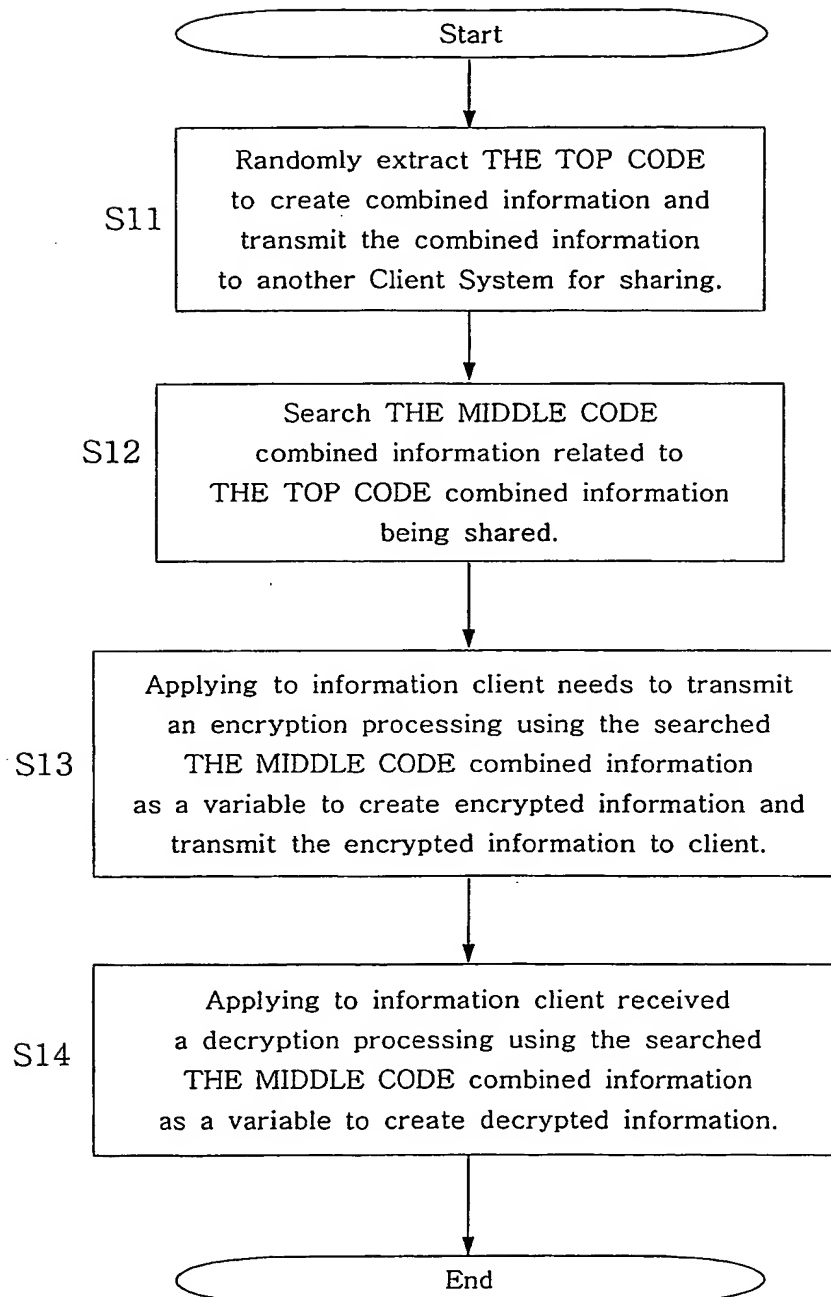 Start
Randomly extract THE TOP CODE
to create combined information and
transmit the combined information
to another Client System for sharing.
S11
Search THE MIDDLE CODE
combined information related to
THE TOP CODE combined information
being shared.
S12
Applying to information client needs to transmit
an encryption processing using the searched
THE MIDDLE CODE combined information
as a variable to create encrypted information and
transmit the encrypted information to client.
S13
Applying to information client received
a decryption processing using the searched
THE MIDDLE CODE combined information
as a variable to create decrypted information.
S14
End